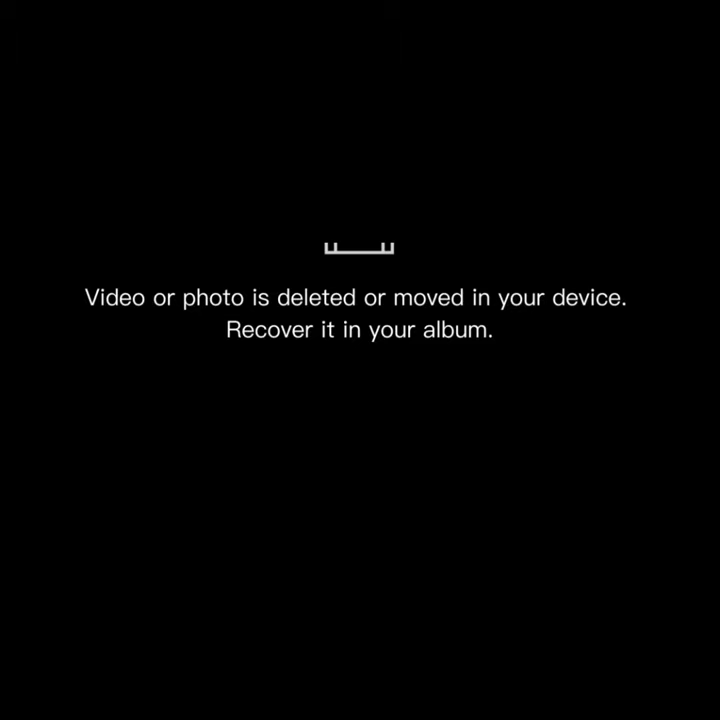 Video or photo is deleted or moved in your device.
Recover it in your album.